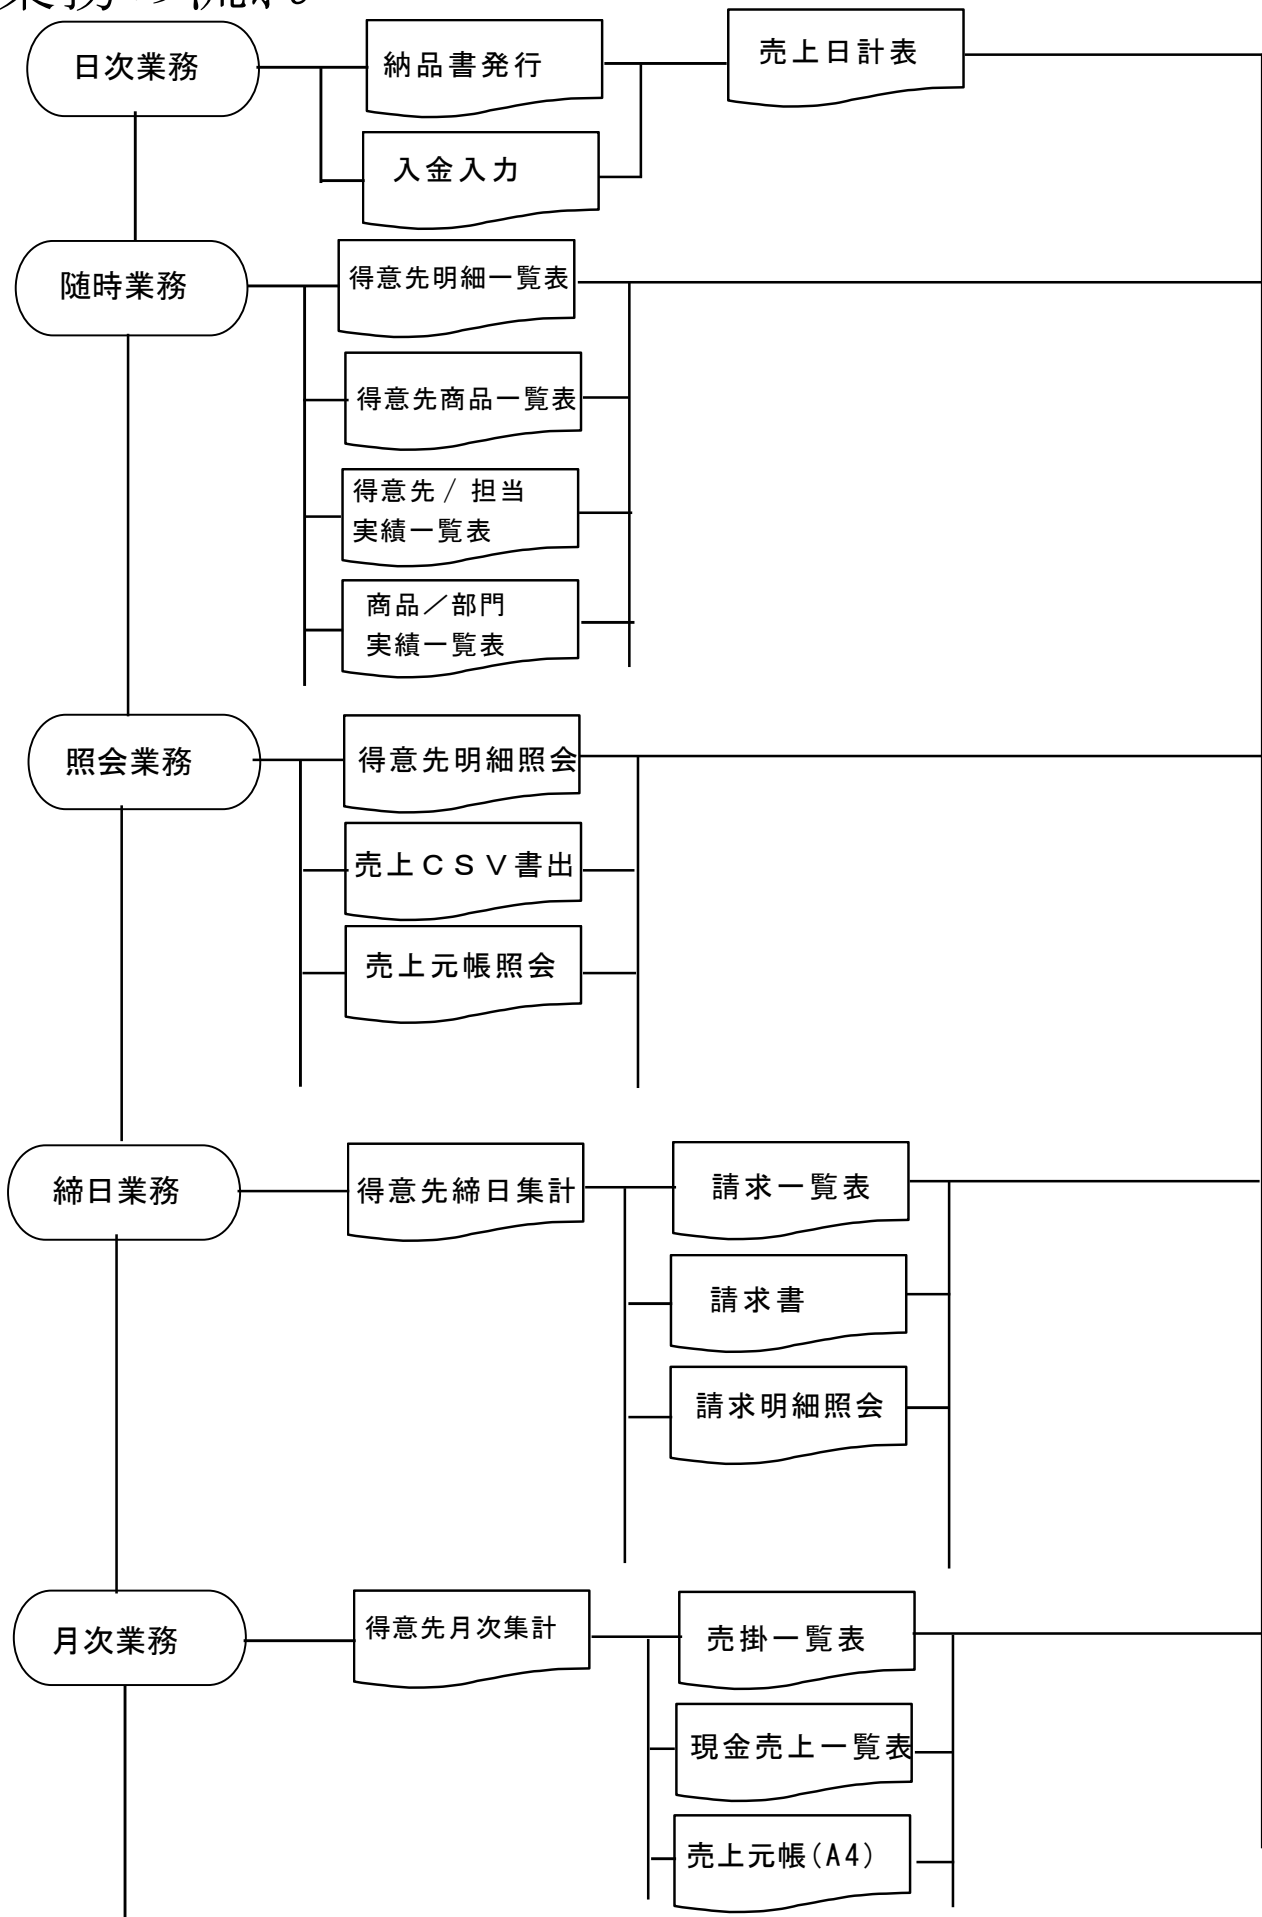 業務の流れ
日次業務
納品書発行
売上日計表
入金入力
随時業務
得意先明細一覧表
得意先商品一覧表
得意先/担当
実績一覧表
商品／部門
実績一覧表
照会業務
得意先明細照会
売上ＣＳＶ書出
売上元帳照会
締日業務
得意先締日集計
請求一覧表
請求書
請求明細照会
月次業務
得意先月次集計
売掛一覧表
現金売上一覧表
売上元帳(A4)